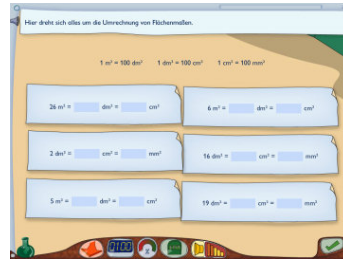 Hier dreht sich alles um die Umrechnung von Flächenmaßen.
1 m² = 100 dm² 1 dm² = 100 cm² 1 cm² = 100 mm²
26 m² = dm² = cm²
6 m² = dm² = cm²
2 dm² = cm² = mm²
16 dm² = cm² = mm²
5 m² = dm² = cm²
19 dm² = cm² = mm²
0100